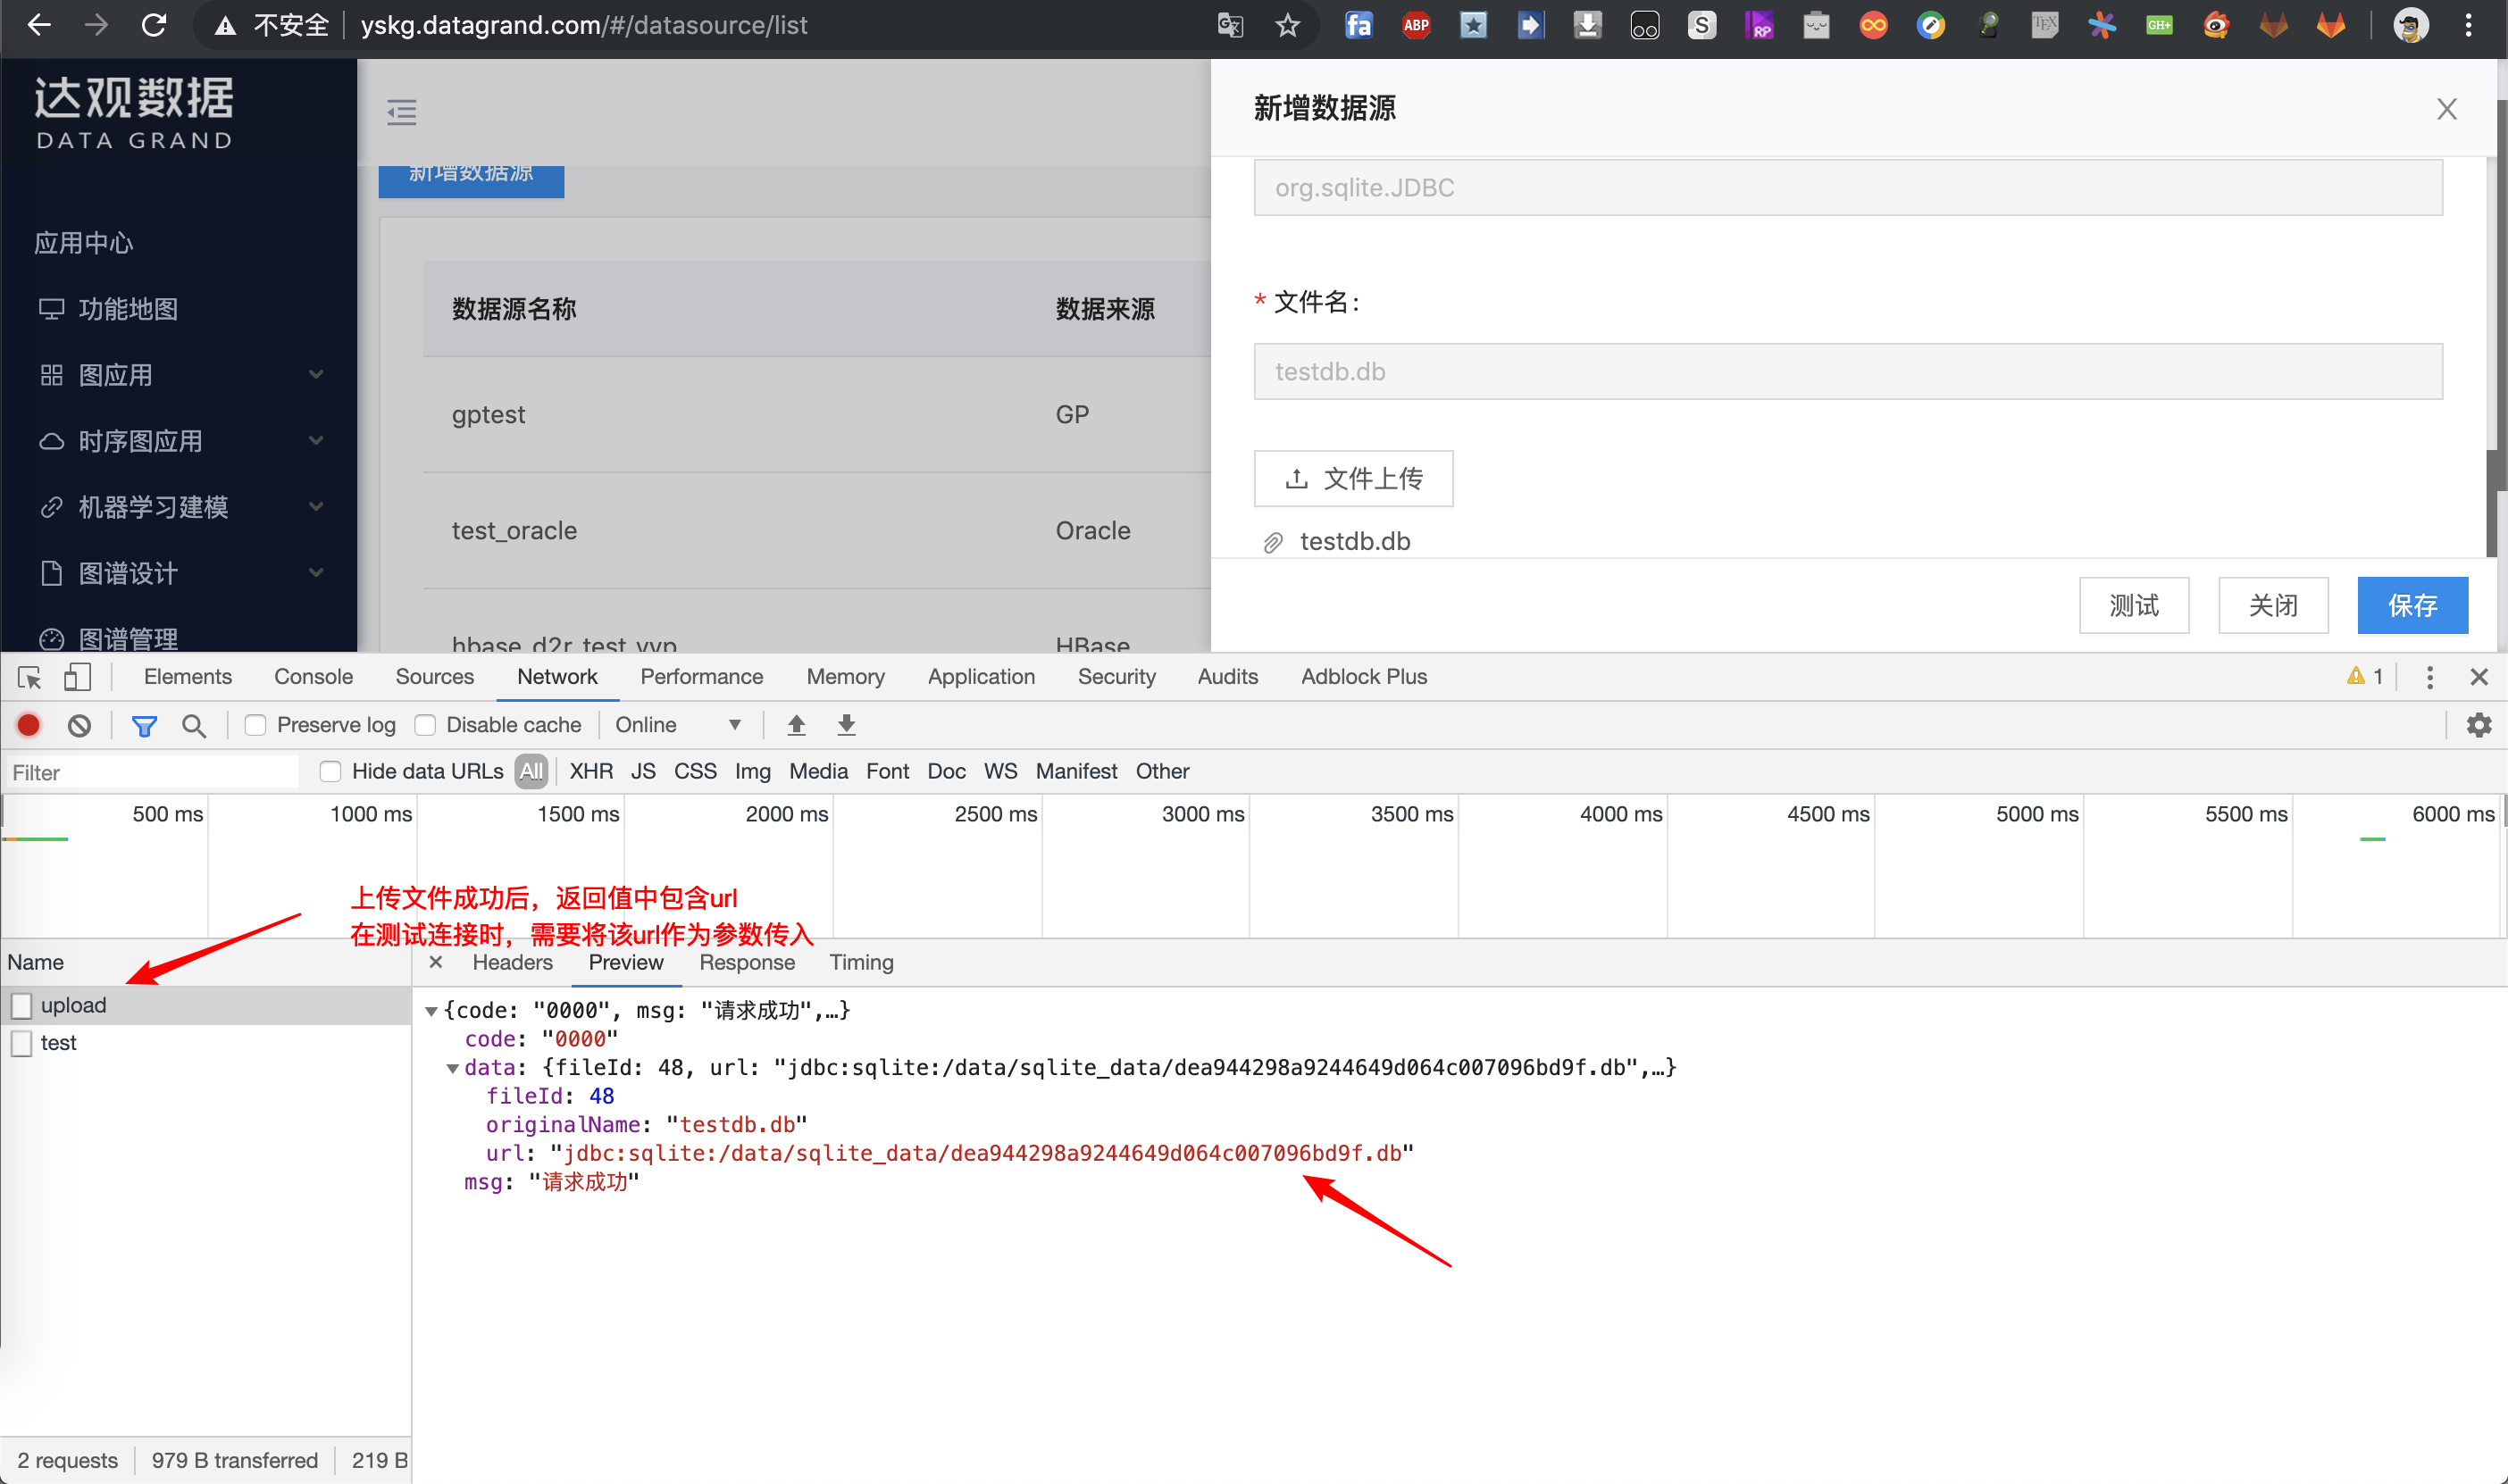 不安全 yskg.datagrand.com/#/datasource/list
达观数据
DATA GRAND
应用中心
功能地图
图应用
时序图应用
机器学习建模
图谱设计
图谱管理
新增数据源
数据源名称 数据来源
gptest GP
test_oracle Oracle
hbase_d2r_test_yyp HBase
新增数据源
org.sqlite.JDBC
* 文件名:
testdb.db
文件上传
testdb.db
测试 关闭 保存
Elements Console Sources Network Performance Memory Application Security Audits Adblock Plus 1
Preserve log Disable cache Online
Filter Hide data URLs All XHR JS CSS Img Media Font Doc WS Manifest Other
500 ms 1000 ms 1500 ms 2000 ms 2500 ms 3000 ms 3500 ms 4000 ms 4500 ms 5000 ms 5500 ms 6000 ms
上传文件成功后，返回值中包含url
在测试连接时，需要将该url作为参数传入
Name
upload
test
Headers Preview Response Timing
{code: "0000", msg: "请求成功",…}
code: "0000"
data: {fileId: 48, url: "jdbc:sqlite:/data/sqlite_data/dea944298a9244649d064c007096bd9f.db",…}
fileId: 48
originalName: "testdb.db"
url: "jdbc:sqlite:/data/sqlite_data/dea944298a9244649d064c007096bd9f.db"
msg: "请求成功"
2 requests 979 B transferred 219 B